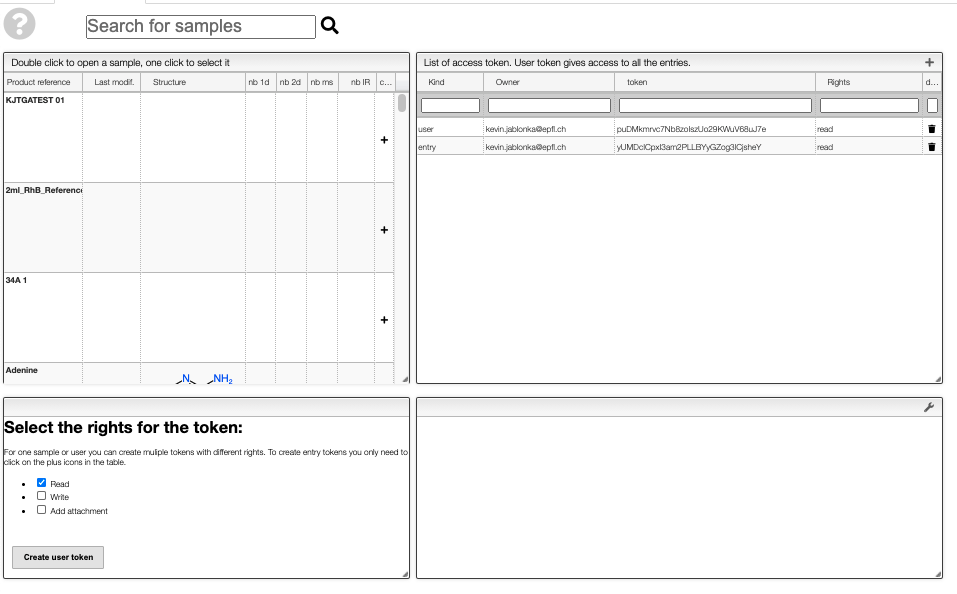 ?
Search for samples
Double click to open a sample, one click to select it
Product reference Last modif. Structure nb 1d nb 2d nb ms nb IR c...
KJTGATEST 01
+
2ml_RhB_Reference
+
34A 1
+
Adenine
N NH2
List of access token. User token gives access to all the entries. +
Kind Owner token Rights d...
user kevin.jablonka@epfl.ch read
entry kevin.jablonka@epfl.ch read
Select the rights for the token:
For one sample or user you can create muliple tokens with different rights. To create entry tokens you only need to
click on the plus icons in the table.
• Read
• Write
• Add attachment
Create user token